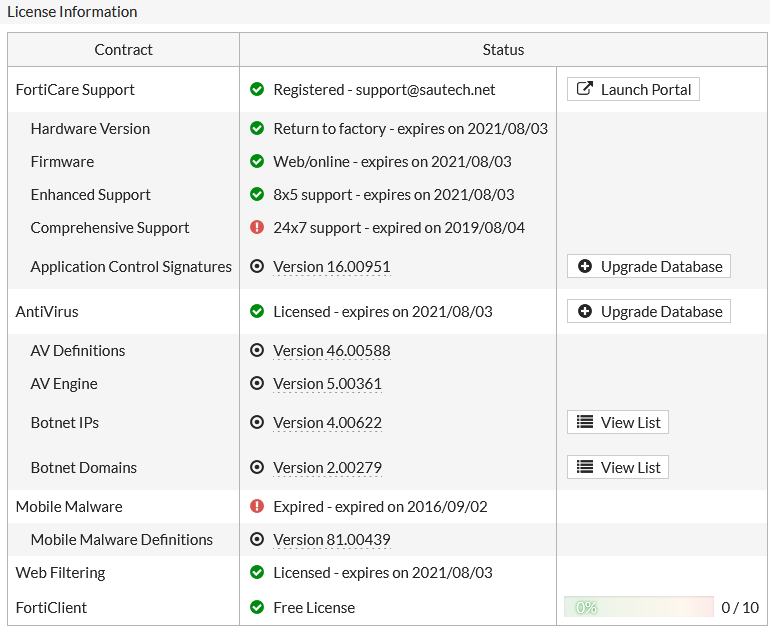 License Information
Contract Status
FortiCare Support Registered - support@sautech.net Launch Portal
Hardware Version Return to factory - expires on 2021/08/03
Firmware Web/online - expires on 2021/08/03
Enhanced Support 8x5 support - expires on 2021/08/03
Comprehensive Support 24x7 support - expired on 2019/08/04
Application Control Signatures Version 16.00951 Upgrade Database
AntiVirus Licensed - expires on 2021/08/03 Upgrade Database
AV Definitions Version 46.00588
AV Engine Version 5.00361
Botnet IPs Version 4.00622 View List
Botnet Domains Version 2.00279 View List
Mobile Malware Expired - expired on 2016/09/02
Mobile Malware Definitions Version 81.00439
Web Filtering Licensed - expires on 2021/08/03
FortiClient Free License 0% 0 / 10